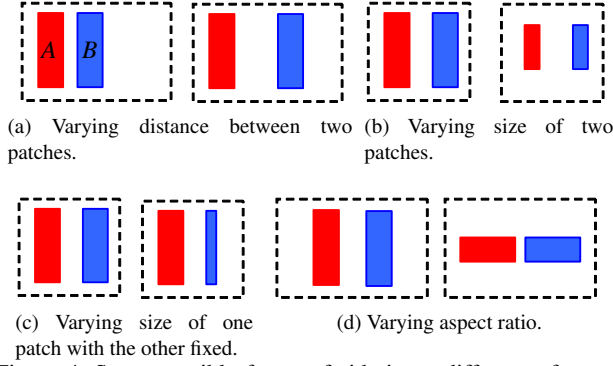 A B
(a) Varying distance between two
patches.
(b) Varying size of two
patches.
(c) Varying size of one
patch with the other fixed.
(d) Varying aspect ratio.